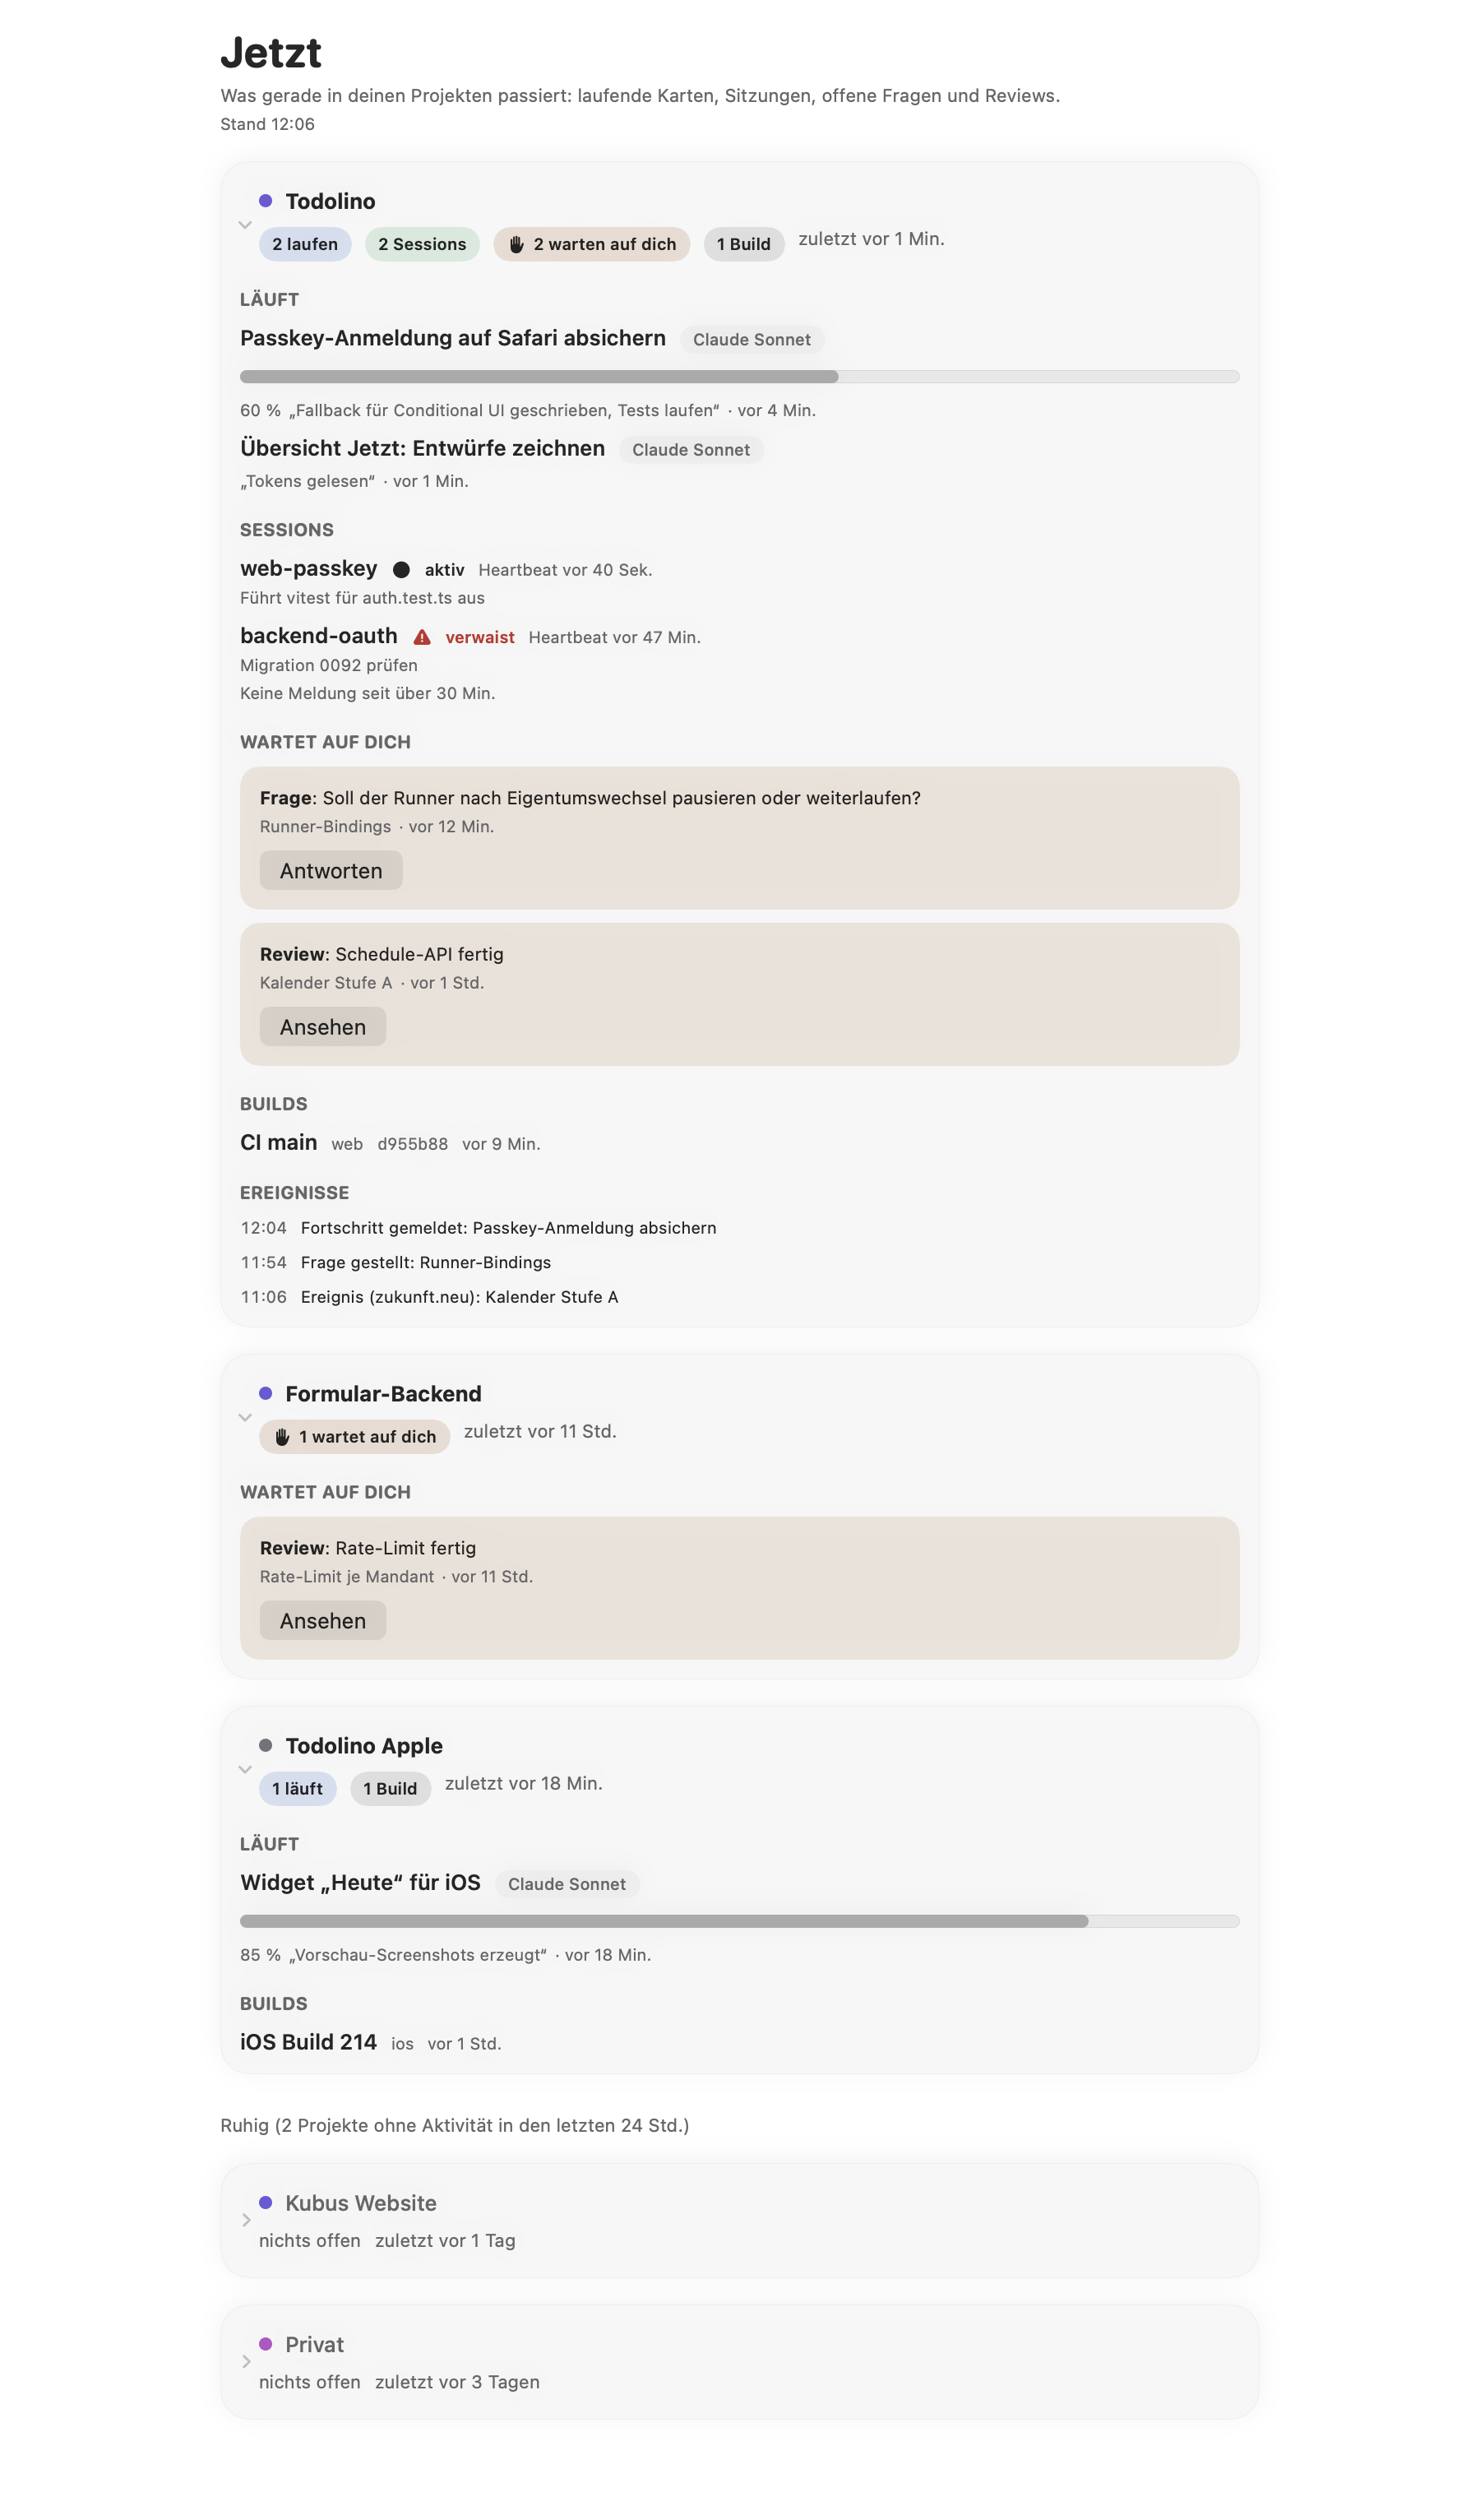 Jetzt
Was gerade in deinen Projekten passiert: laufende Karten, Sitzungen, offene Fragen und Reviews.
Stand 12:06
Todolino
2 laufen 2 Sessions 2 warten auf dich 1 Build zuletzt vor 1 Min.
LÄUFT
Passkey-Anmeldung auf Safari absichern Claude Sonnet
60 % „Fallback für Conditional UI geschrieben, Tests laufen“ · vor 4 Min.
Übersicht Jetzt: Entwürfe zeichnen Claude Sonnet
„Tokens gelesen“ · vor 1 Min.
SESSIONS
web-passkey aktiv Heartbeat vor 40 Sek.
Führt vitest für auth.test.ts aus
backend-oauth verwaist Heartbeat vor 47 Min.
Migration 0092 prüfen
Keine Meldung seit über 30 Min.
WARTET AUF DICH
Frage: Soll der Runner nach Eigentumswechsel pausieren oder weiterlaufen?
Runner-Bindings · vor 12 Min.
Antworten
Review: Schedule-API fertig
Kalender Stufe A · vor 1 Std.
Ansehen
BUILDS
CI main web d955b88 vor 9 Min.
EREIGNISSE
12:04 Fortschritt gemeldet: Passkey-Anmeldung absichern
11:54 Frage gestellt: Runner-Bindings
11:06 Ereignis (zukunft.neu): Kalender Stufe A
Formular-Backend
1 wartet auf dich zuletzt vor 11 Std.
WARTET AUF DICH
Review: Rate-Limit fertig
Rate-Limit je Mandant · vor 11 Std.
Ansehen
Todolino Apple
1 läuft 1 Build zuletzt vor 18 Min.
LÄUFT
Widget „Heute“ für iOS Claude Sonnet
85 % „Vorschau-Screenshots erzeugt“ · vor 18 Min.
BUILDS
iOS Build 214 ios vor 1 Std.
Ruhig (2 Projekte ohne Aktivität in den letzten 24 Std.)
Kubus Website
nichts offen zuletzt vor 1 Tag
Privat
nichts offen zuletzt vor 3 Tagen